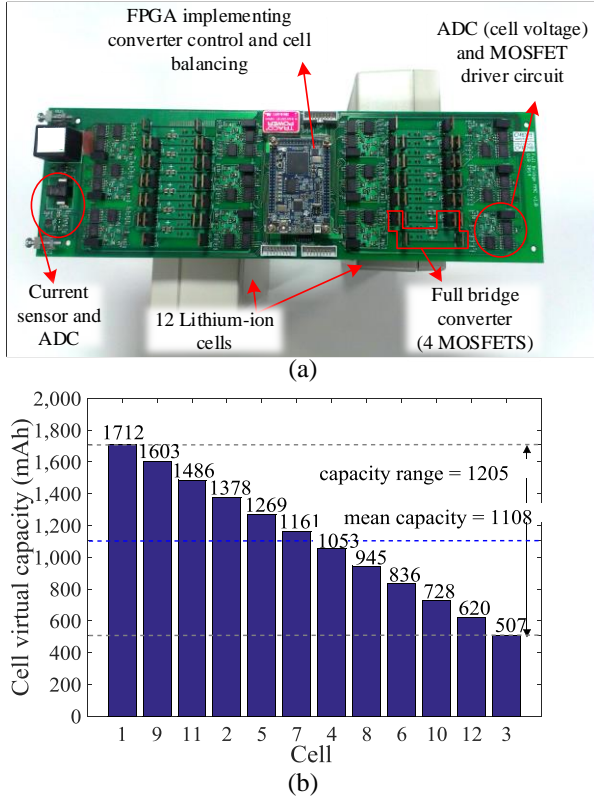 FPGA implementing
converter control and cell
balancing
ADC (cell voltage)
and MOSFET
driver circuit
TRACO
POWER
Current
sensor and
ADC
12 Lithium-ion
cells
Full bridge
converter
(4 MOSFETS)
(a)
Cell virtual capacity (mAh)
2,000
1,800
1,600
1,400
1,200
1,000
800
600
400
200
0
1712
1603
1486
1378
1269
1161
1053
945
836
728
620
507
capacity range = 1205
mean capacity = 1108
1 9 11 2 5 7 4 8 6 10 12 3
Cell
(b)